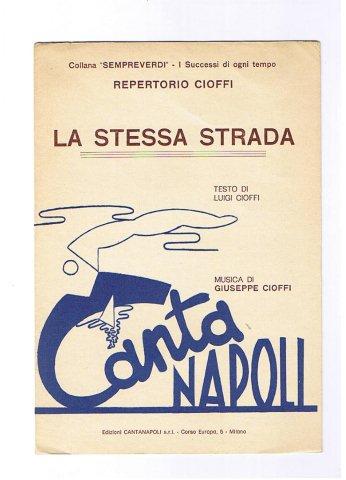 Collana "SEMPREVERDI" - I Successi di ogni tempo
REPERTORIO CIOFFI
LA STESSA STRADA
TESTO DI
LUIGI CIOFFI
MUSICA DI
GIUSEPPE CIOFFI
Canta
NAPOLI
Edizioni CANTANAPOLI s.r.l. - Corso Europa, 5 - Milano